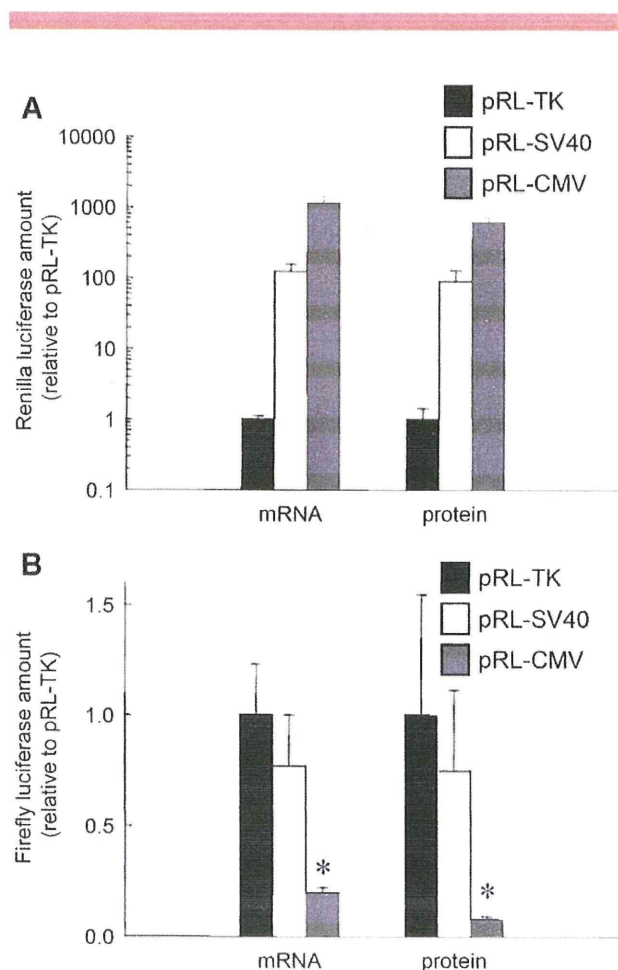 A
pRL-TK
pRL-SV40
pRL-CMV
Renilla luciferase amount
(relative to pRL-TK)
10000
1000
100
10
1
0.1
mRNA protein
B
pRL-TK
pRL-SV40
pRL-CMV
Firefly luciferase amount
(relative to pRL-TK)
1.5
1.0
0.5
0.0
* *
mRNA protein